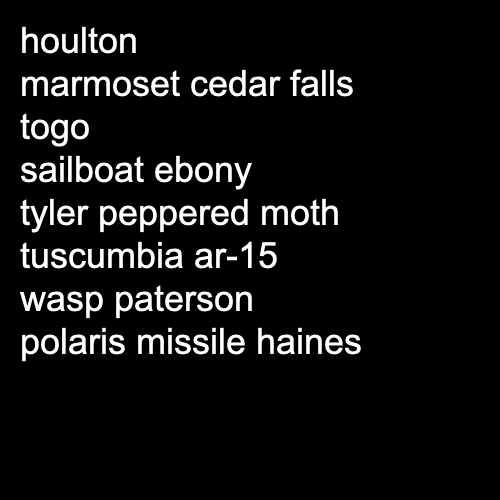 houlton
marmoset cedar falls
togo
sailboat ebony
tyler peppered moth
tuscumbia ar-15
wasp paterson
polaris missile haines